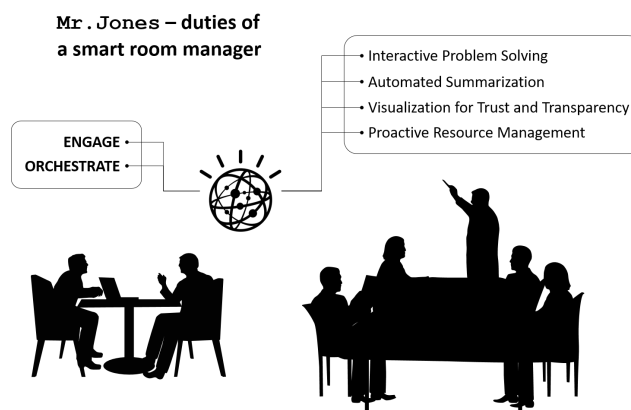 Mr.Jones – duties of
a smart room manager
• Interactive Problem Solving
• Automated Summarization
• Visualization for Trust and Transparency
• Proactive Resource Management
ENGAGE •
ORCHESTRATE •